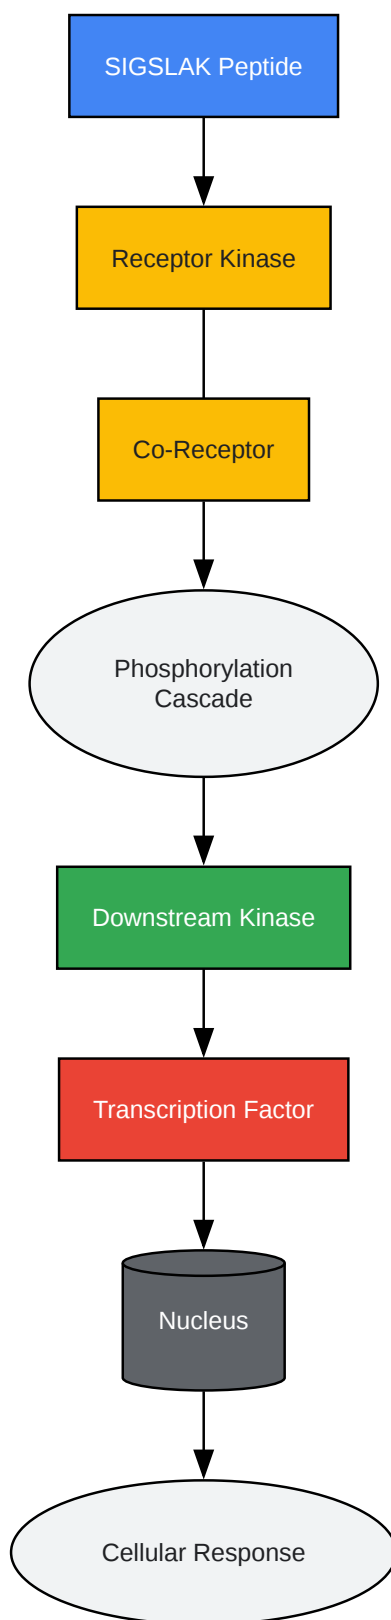 SIGSLAK Peptide
Receptor Kinase
Co-Receptor
Phosphorylation
Cascade
Downstream Kinase
Transcription Factor
Nucleus
Cellular Response